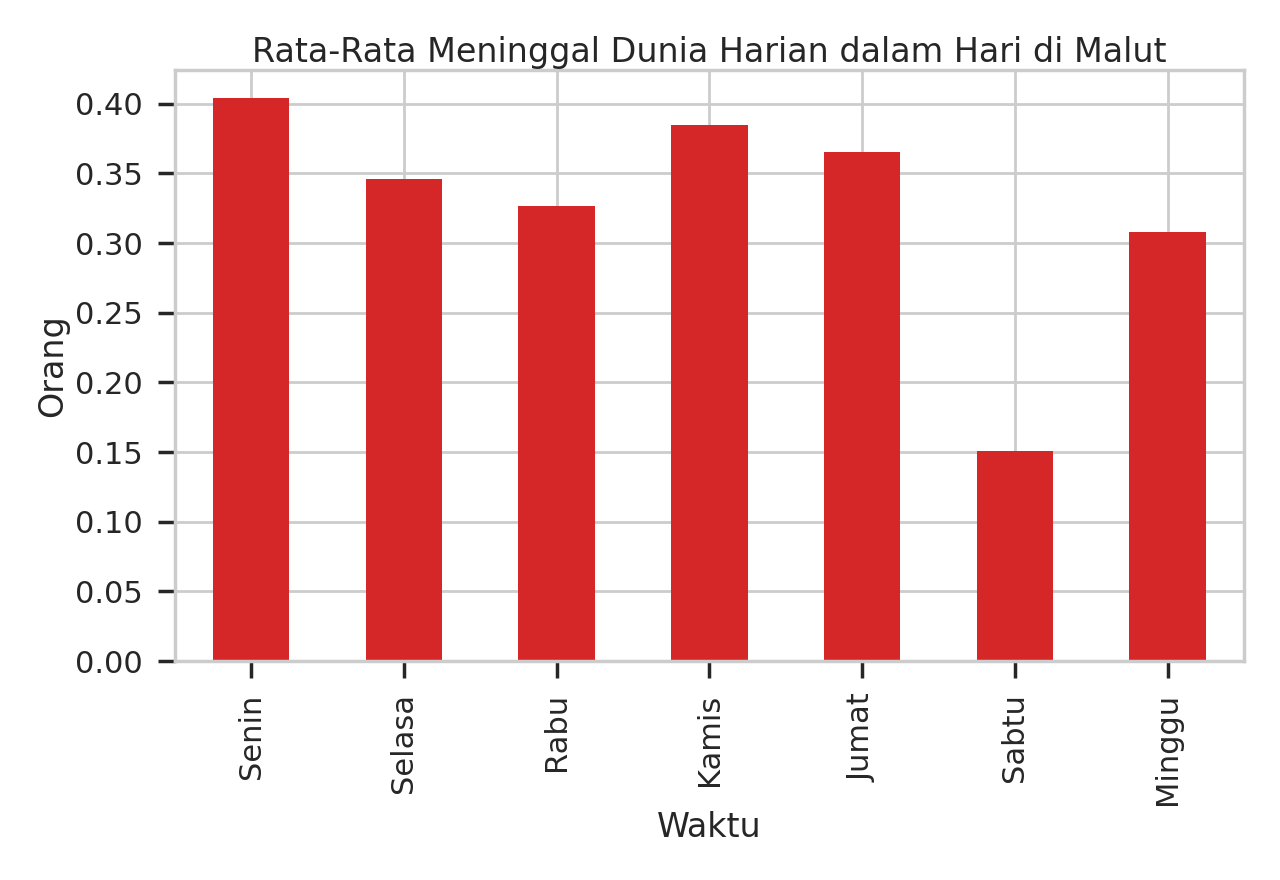 Rata-Rata Meninggal Dunia Harian dalam Hari di Malut
0.40
0.35
0.30
0.25
0.20
0.15
0.10
0.05
0.00
Orang
Senin
Selasa
Rabu
Kamis
Jumat
Sabtu
Minggu
Waktu